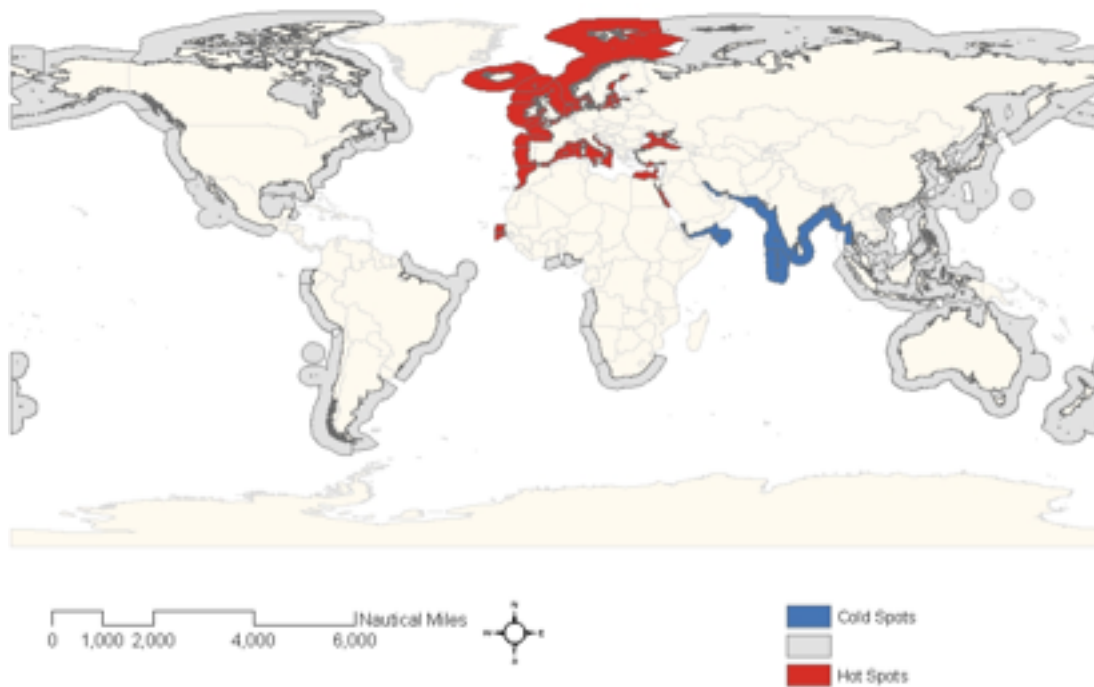 Nautical Miles
0 1,000 2,000 4,000 6,000
N
W E
S
Cold Spots
Hot Spots